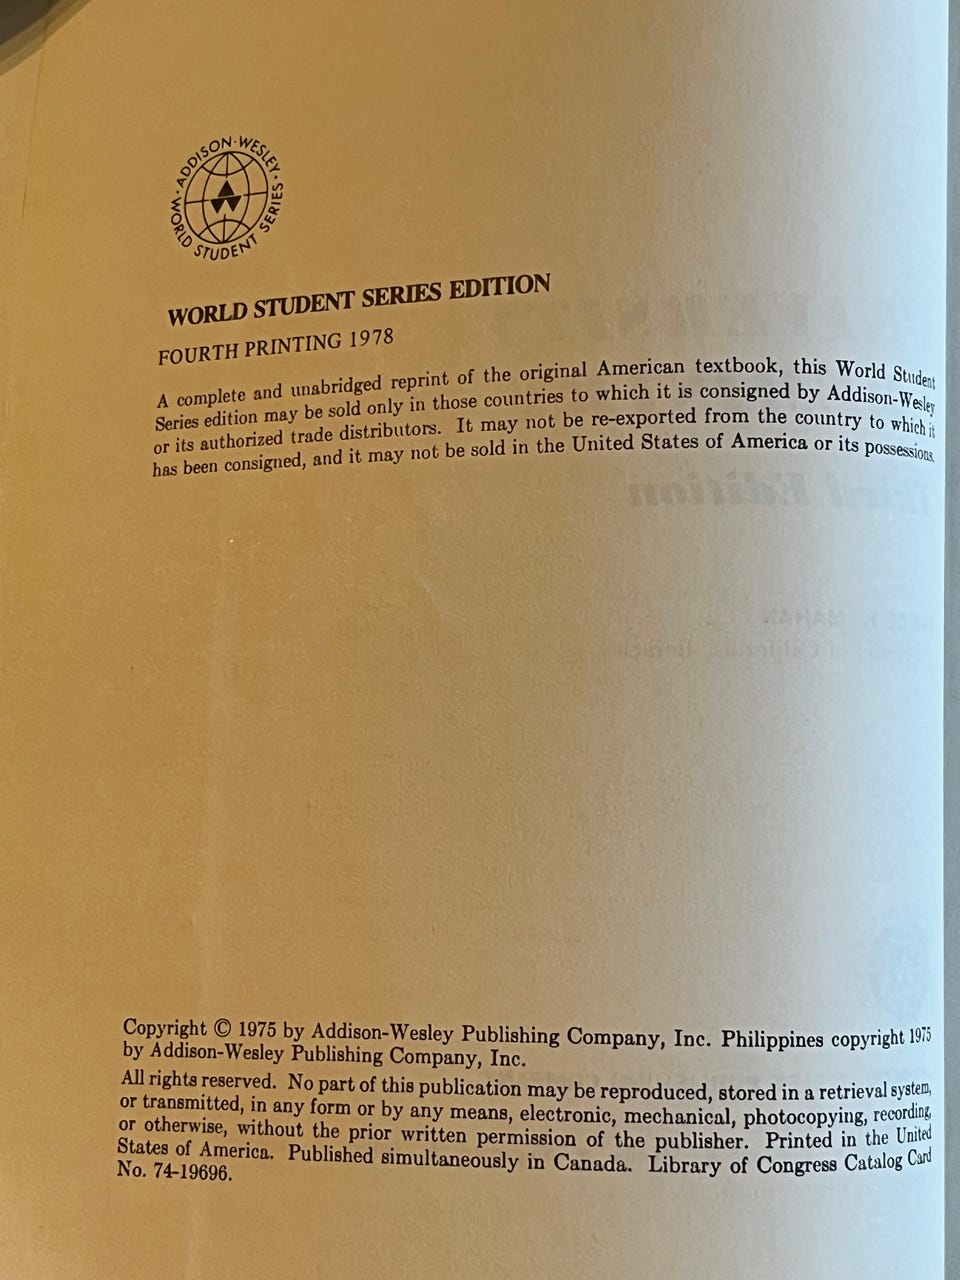 ADDISON·WESLEY· WORLD STUDENT SERIES·
WORLD STUDENT SERIES EDITION
FOURTH PRINTING 1978
A complete and unabridged reprint of the original American textbook, this World Student
Series edition may be sold only in those countries to which it is consigned by Addison-Wesley
or its authorized trade distributors. It may not be re-exported from the country to which it
has been consigned, and it may not be sold in the United States of America or its possessions.
Third Edition
MAHAN
Copyright © 1975 by Addison-Wesley Publishing Company, Inc. Philippines copyright 1975
by Addison-Wesley Publishing Company, Inc.
All rights reserved. No part of this publication may be reproduced, stored in a retrieval system,
or transmitted, in any form or by any means, electronic, mechanical, photocopying, recording,
or otherwise, without the prior written permission of the publisher. Printed in the United
States of America. Published simultaneously in Canada. Library of Congress Catalog Card
No. 74-19696.